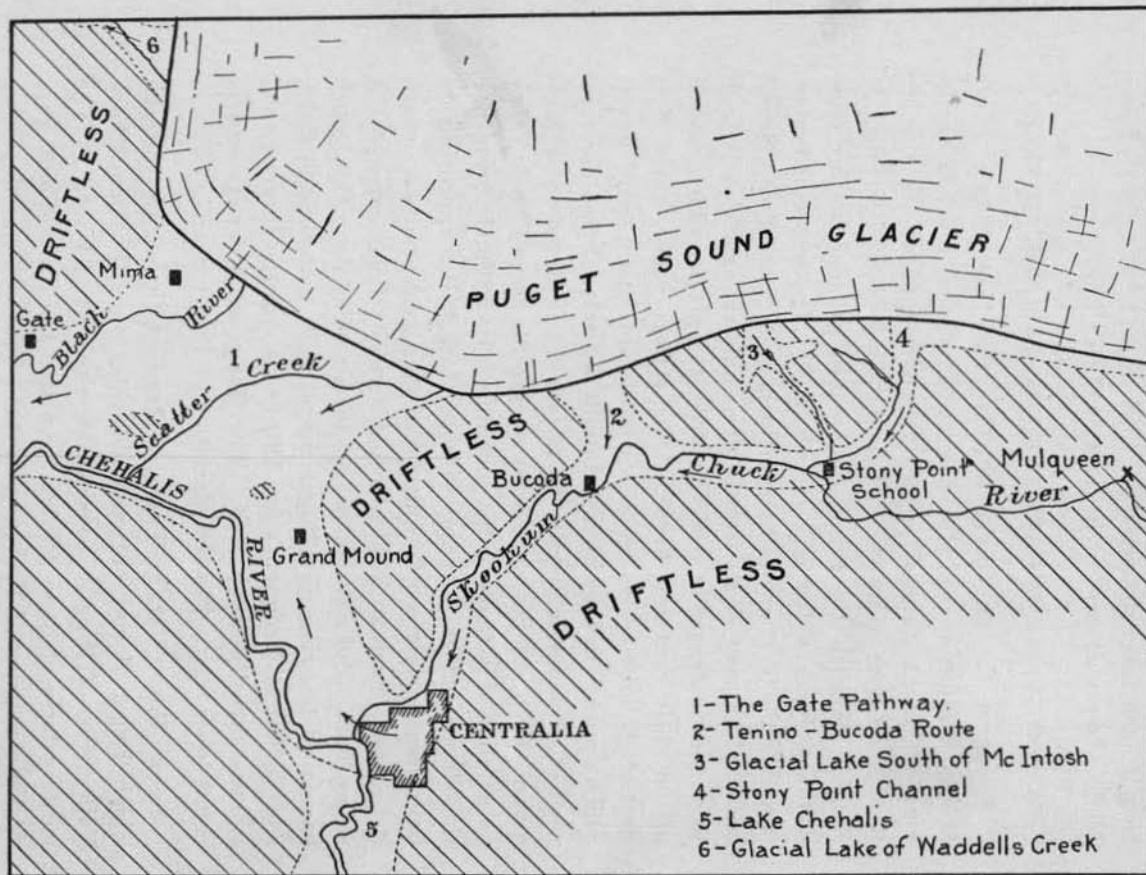 6
DRIFTLESS
PUGET SOUND GLACIER
Mima
Gate
Black River
1
Scatter Creek
3
4
2
DRIFTLESS
CHEHALIS RIVER
Bucoda
Chuck
Stony Point
School
Mulqueen
River
Grand Mound
Skookum
DRIFTLESS
CENTRALIA
5
1-The Gate Pathway.
2-Tenino-Bucoda Route
3-Glacial Lake South of McIntosh
4-Stony Point Channel
5-Lake Chehalis
6-Glacial Lake of Waddells Creek